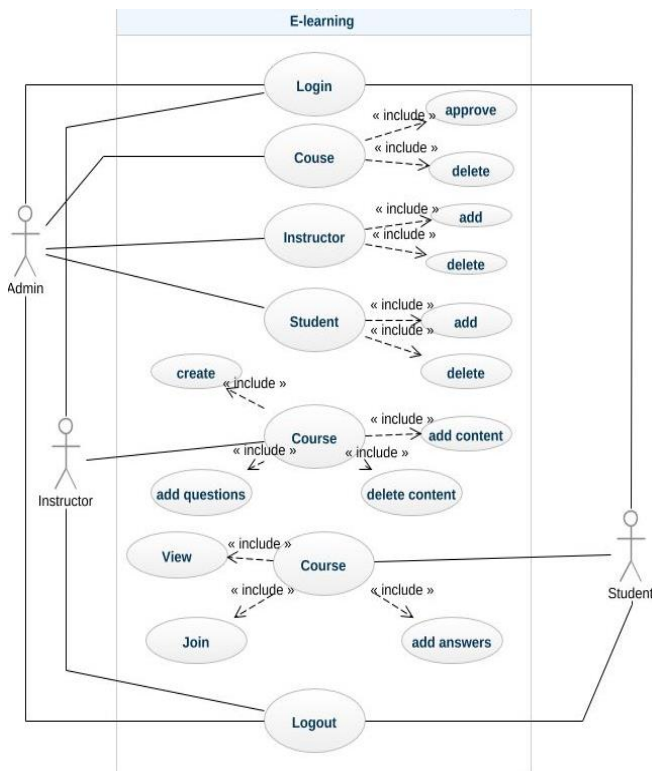 E-learning
Login
« include »
approve
Couse
« include »
delete
« include »
add
Instructor
« include »
delete
Admin
« include »
Student
add
« include »
create
delete
« include »
« include »
Course
add content
« include »
« include »
add questions
delete content
Instructor
« include »
View
Course
« include »
« include »
Student
Join
add answers
Logout